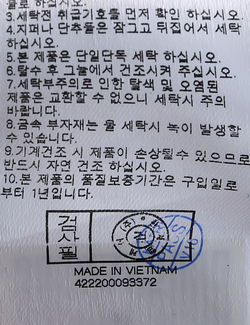 물로 하십시오.
3.세탁전 취급기호를 먼저 확인 하십시오.
4.지퍼나 단추물은 잠그고 뒤집어서 세탁
하십시오.
5.본 제품은 단일단독 세탁 하십시오.
6.탈수 후 그늘에서 건조시켜 주십시오.
7.세탁부주의로 인한 탈색 및 오염된
제품은 교환할 수 없으니 세탁시 주의
바랍니다.
8.금속 부자재는 물 세탁시 녹이 발생할
수 있습니다.
9.기계건조 시 제품이 손상될수 있으므로
반드시 자연 건조 하십시오.
10.본 제품의 품질보증기간은 구입일로
부터 1년입니다.
검사필
MADE IN VIETNAM
422200093372